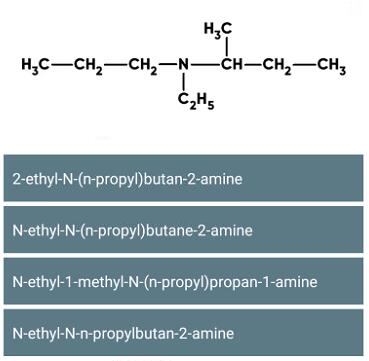 H₃C
H₃C—CH₂—CH₂—N—CH—CH₂—CH₃
C₂H₅
2-ethyl-N-(n-propyl)butan-2-amine
N-ethyl-N-(n-propyl)butane-2-amine
N-ethyl-1-methyl-N-(n-propyl)propan-1-amine
N-ethyl-N-n-propylbutan-2-amine